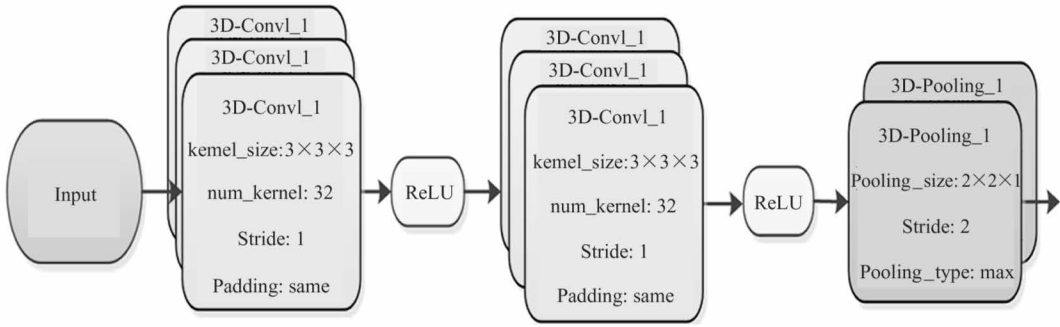 Input
3D-Convl_1
3D-Convl_1
3D-Convl_1
kemel_size:3×3×3
num_kernel: 32
Stride: 1
Padding: same
ReLU
3D-Convl_1
3D-Convl_1
3D-Convl_1
kemel_size:3×3×3
num_kernel: 32
Stride: 1
Padding: same
ReLU
3D-Pooling_1
3D-Pooling_1
Pooling_size:2×2×1
Stride: 2
Pooling_type: max